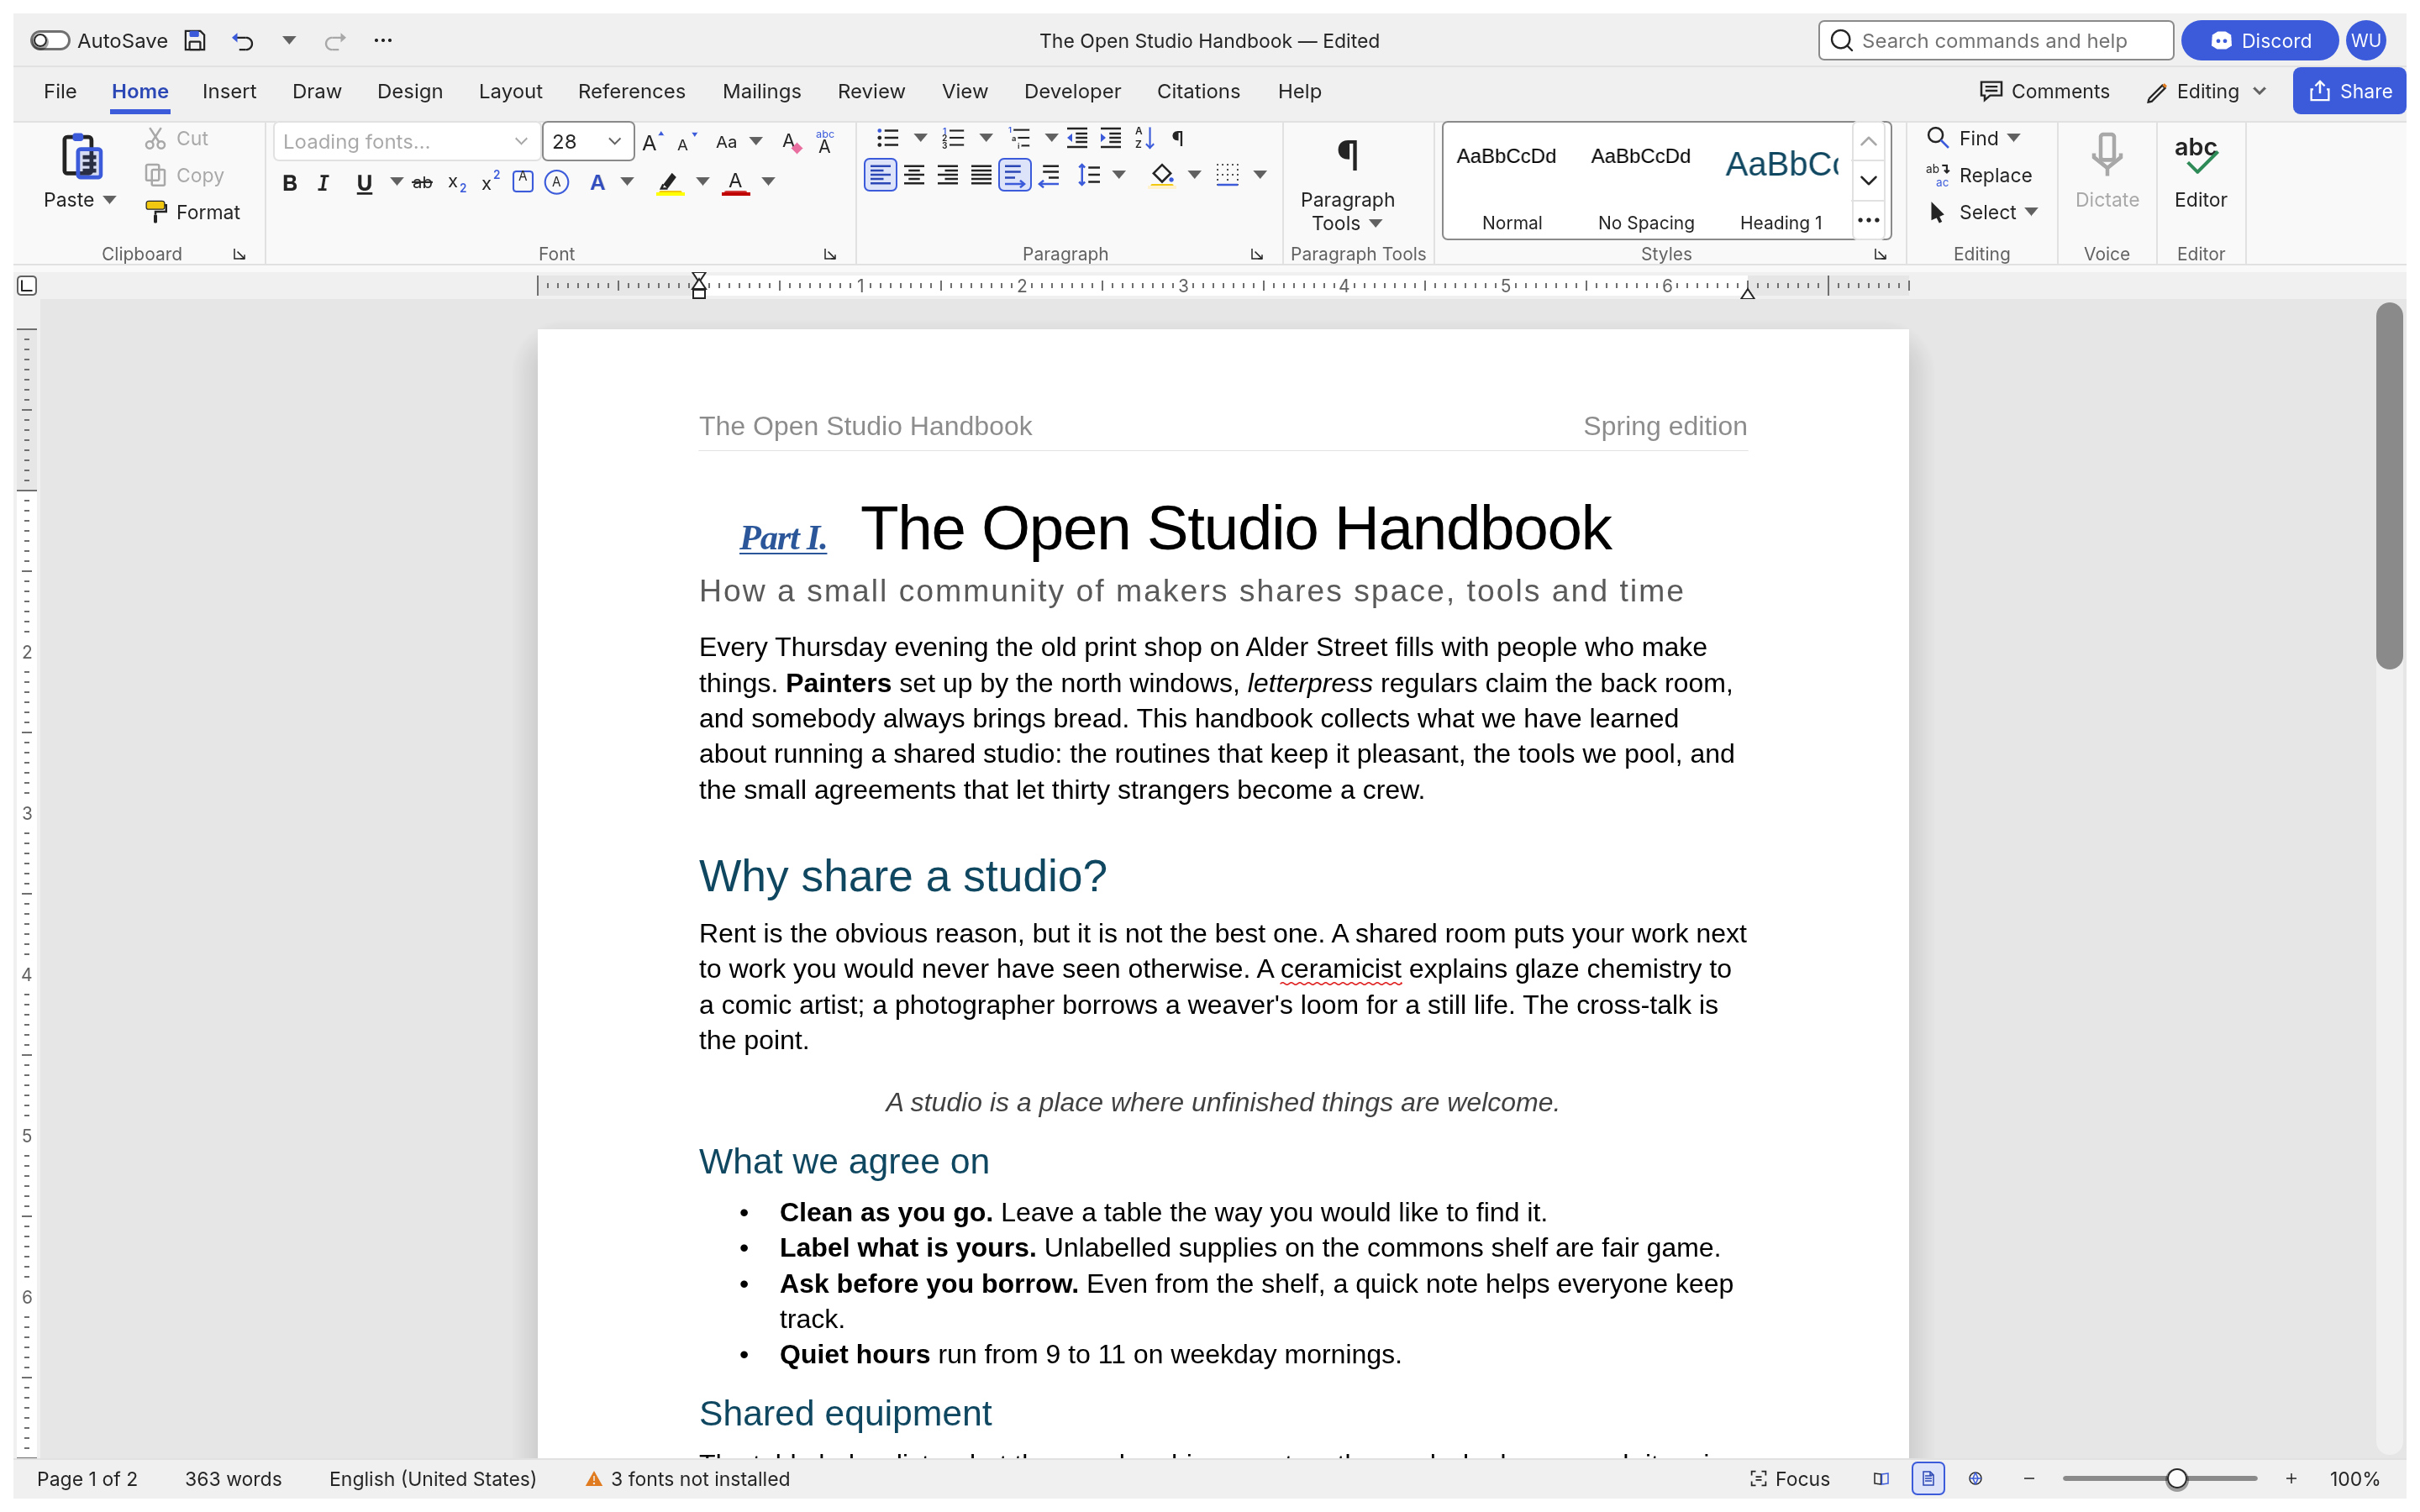 AutoSave
The Open Studio Handbook — Edited
Search commands and help
Discord
WU
File Home Insert Draw Design Layout References Mailings Review View Developer Citations Help
Comments
Editing
Share
Paste
Cut
Copy
Format
Clipboard
Loading fonts...
28
Font
Paragraph
Paragraph
Tools
Paragraph Tools
AaBbCcDd
Normal
AaBbCcDd
No Spacing
AaBbCc
Heading 1
Styles
Find
Replace
Select
Editing
Dictate
Voice
abc
Editor
Editor
1 2 3 4 5 6
2
3
4
5
6
The Open Studio Handbook
Spring edition
Part I. The Open Studio Handbook
How a small community of makers shares space, tools and time
Every Thursday evening the old print shop on Alder Street fills with people who make
things. Painters set up by the north windows, letterpress regulars claim the back room,
and somebody always brings bread. This handbook collects what we have learned
about running a shared studio: the routines that keep it pleasant, the tools we pool, and
the small agreements that let thirty strangers become a crew.
Why share a studio?
Rent is the obvious reason, but it is not the best one. A shared room puts your work next
to work you would never have seen otherwise. A ceramicist explains glaze chemistry to
a comic artist; a photographer borrows a weaver's loom for a still life. The cross-talk is
the point.
A studio is a place where unfinished things are welcome.
What we agree on
• Clean as you go. Leave a table the way you would like to find it.
• Label what is yours. Unlabelled supplies on the commons shelf are fair game.
• Ask before you borrow. Even from the shelf, a quick note helps everyone keep
track.
• Quiet hours run from 9 to 11 on weekday mornings.
Shared equipment
Page 1 of 2
363 words
English (United States)
3 fonts not installed
Focus
100%